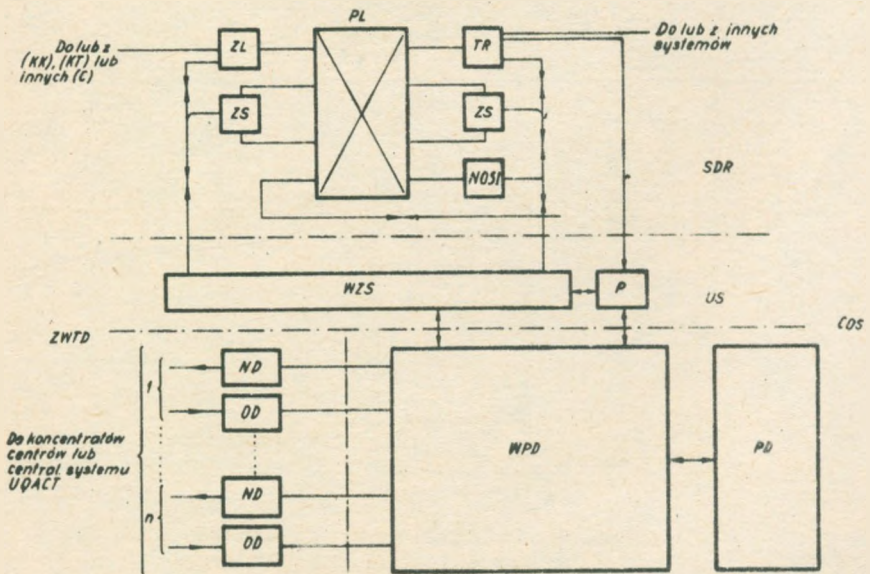 PL
Do lub z
(KK), (KT) lub
innych (C)
ZL
TR
Do lub z innych
systemów
ZS
ZS
NOSI
SDR
WZS
P
US
ZWTD
COS
1
ND
OD
Do koncentratów
centrów lub
central systemu
UQACT
WPD
PD
n
ND
OD